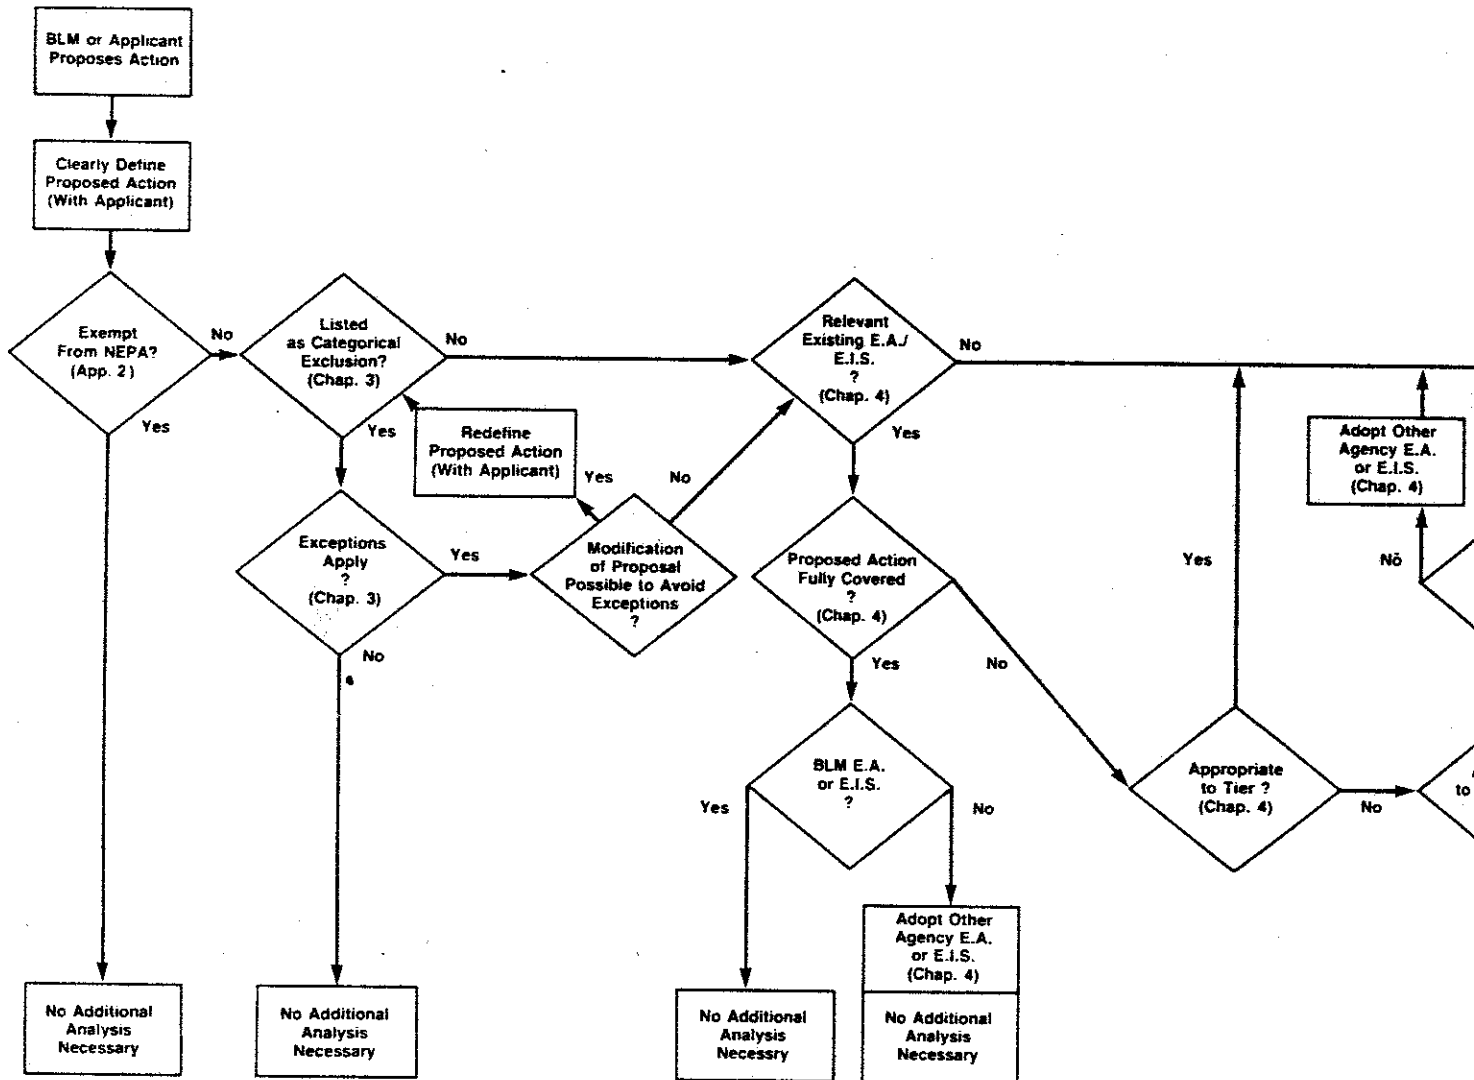 BLM or Applicant
Proposes Action
Clearly Define
Proposed Action
(With Applicant)
Exempt
From NEPA?
(App. 2)
No
Yes
Listed
as Categorical
Exclusion?
(Chap. 3)
No
Yes
Redefine
Proposed Action
(With Applicant)
Yes
No
Exceptions
Apply
?
(Chap. 3)
Yes
No
Modification
of Proposal
Possible to Avoid
Exceptions
?
Relevant
Existing E.A./
E.I.S.
?
(Chap. 4)
No
Yes
Proposed Action
Fully Covered
?
(Chap. 4)
Yes
No
BLM E.A.
or E.I.S.
?
Yes
No
Appropriate
to Tier ?
(Chap. 4)
Yes
No
Adopt Other
Agency E.A.
or E.I.S.
(Chap. 4)
No
to
No Additional
Analysis
Necessary
No Additional
Analysis
Necessary
No Additional
Analysis
Necessry
Adopt Other
Agency E.A.
or E.I.S.
(Chap. 4)
No Additional
Analysis
Necessary